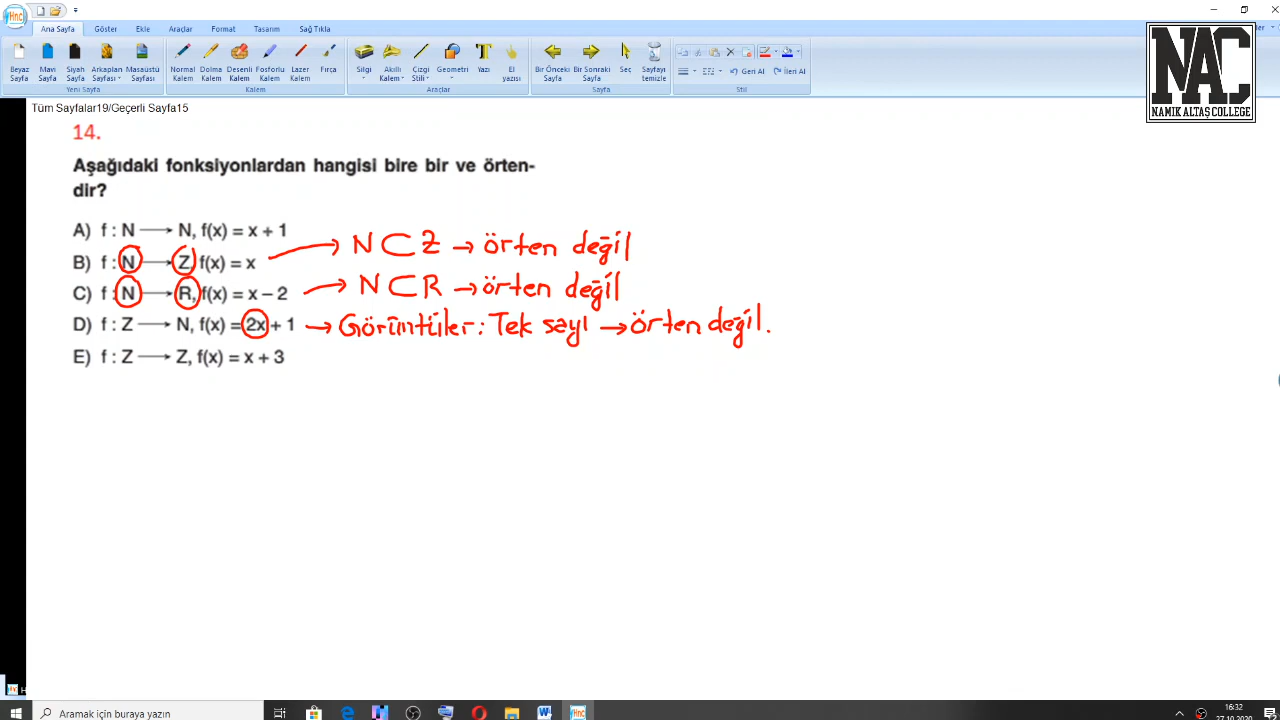 Ana Sayfa Göster Ekle Araçlar Format Tasarım Sağ Tıkla
Beyaz Sayfa Mavi Sayfa Siyah Sayfa Arkaplan Sayfası Masaüstü Sayfası Normal Kalem Dolma Kalem Desenli Kalem Fosforlu Kalem Lazer Kalem Fırça Silgi Akıllı Kalem Çizgi Stili Geometri Yazı El yazısı Bir Önceki Sayfa Bir Sonraki Sayfa Seç Sayfayı temizle Geri Al İleri Al
Yeni Sayfa Kalem Araçlar Sayfa Stil
NAC
NAMIK ALTAŞ COLLEGE
Tüm Sayfalar19/Geçerli Sayfa15
14.
Aşağıdaki fonksiyonlardan hangisi bire bir ve örten-
dir?
A) f : N → N, f(x) = x + 1
B) f : N → Z, f(x) = x → N ⊂ Z → örten değil
C) f : N → R, f(x) = x – 2 → N ⊂ R → örten değil
D) f : Z → N, f(x) = 2x + 1 → Görüntüler : Tek sayı → örten değil.
E) f : Z → Z, f(x) = x + 3
Aramak için buraya yazın
16:32
27.10.2020